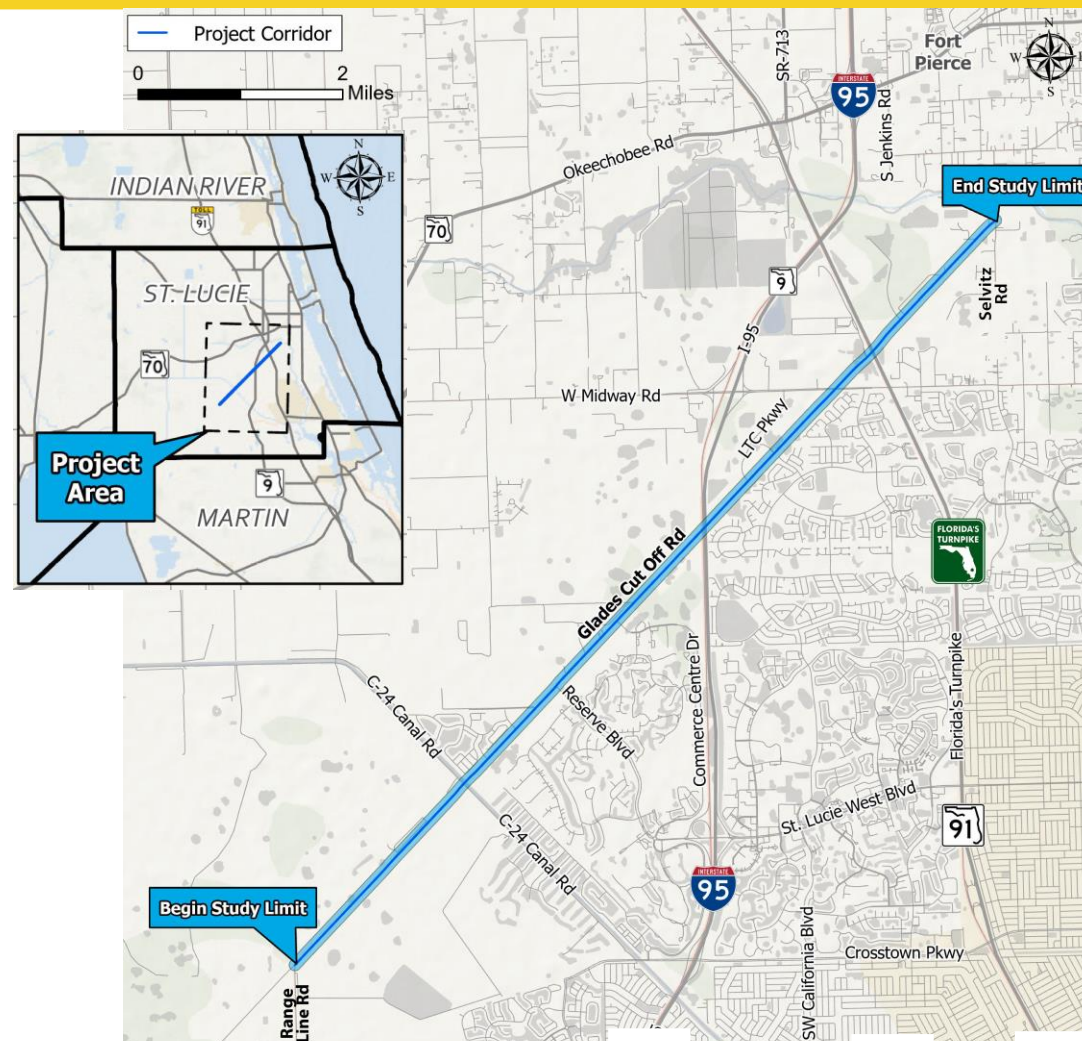 Project Corridor
0
2
Miles
N
W
E
S
INDIAN RIVER
TOLL
91
ST. LUCIE
70
9
MARTIN
Project
Area
SR-713
Fort
Pierce
N
W
S
INTERSTATE
95
S Jenkins Rd
Okeechobee Rd
70
End Study Limit
9
Selvitz
Rd
I-95
W Midway Rd
LTC Pkwy
FLORIDA'S
TURNPIKE
Glades Cut Off Rd
Florida's Turnpike
C-24 Canal Rd
Reserve Blvd
Commerce Centre Dr
St. Lucie West Blvd
91
C-24 Canal Rd
INTERSTATE
95
Begin Study Limit
SW California Blvd
Crosstown Pkwy
Range
Line Rd